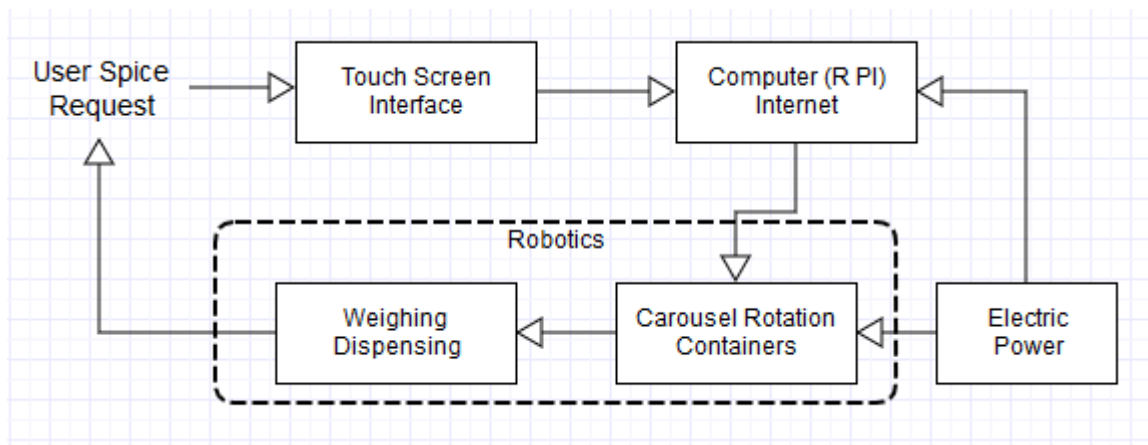 User Spice
Request
Touch Screen
Interface
Computer (R PI)
Internet
Robotics
Weighing
Dispensing
Carousel Rotation
Containers
Electric
Power